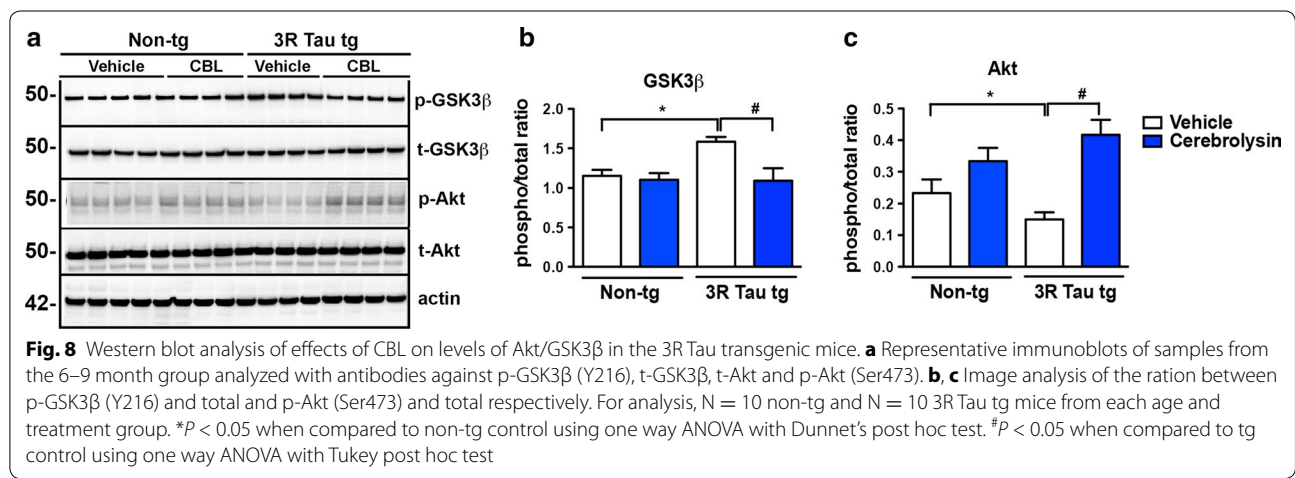 a
Non-tg 3R Tau tg
Vehicle CBL Vehicle CBL
50- p-GSK3β
50- t-GSK3β
50- p-Akt
50- t-Akt
42- actin
b
GSK3β
phospho/total ratio
2.0
1.5
1.0
0.5
0.0
* #
Non-tg 3R Tau tg
c
Akt
phospho/total ratio
0.5
0.4
0.3
0.2
0.1
0.0
* #
Non-tg 3R Tau tg
Vehicle
Cerebrolysin
Fig. 8 Western blot analysis of effects of CBL on levels of Akt/GSK3β in the 3R Tau transgenic mice. a Representative immunoblots of samples from
the 6–9 month group analyzed with antibodies against p-GSK3β (Y216), t-GSK3β, t-Akt and p-Akt (Ser473). b, c Image analysis of the ration between
p-GSK3β (Y216) and total and p-Akt (Ser473) and total respectively. For analysis, N = 10 non-tg and N = 10 3R Tau tg mice from each age and
treatment group. *P < 0.05 when compared to non-tg control using one way ANOVA with Dunnet's post hoc test. #P < 0.05 when compared to tg
control using one way ANOVA with Tukey post hoc test